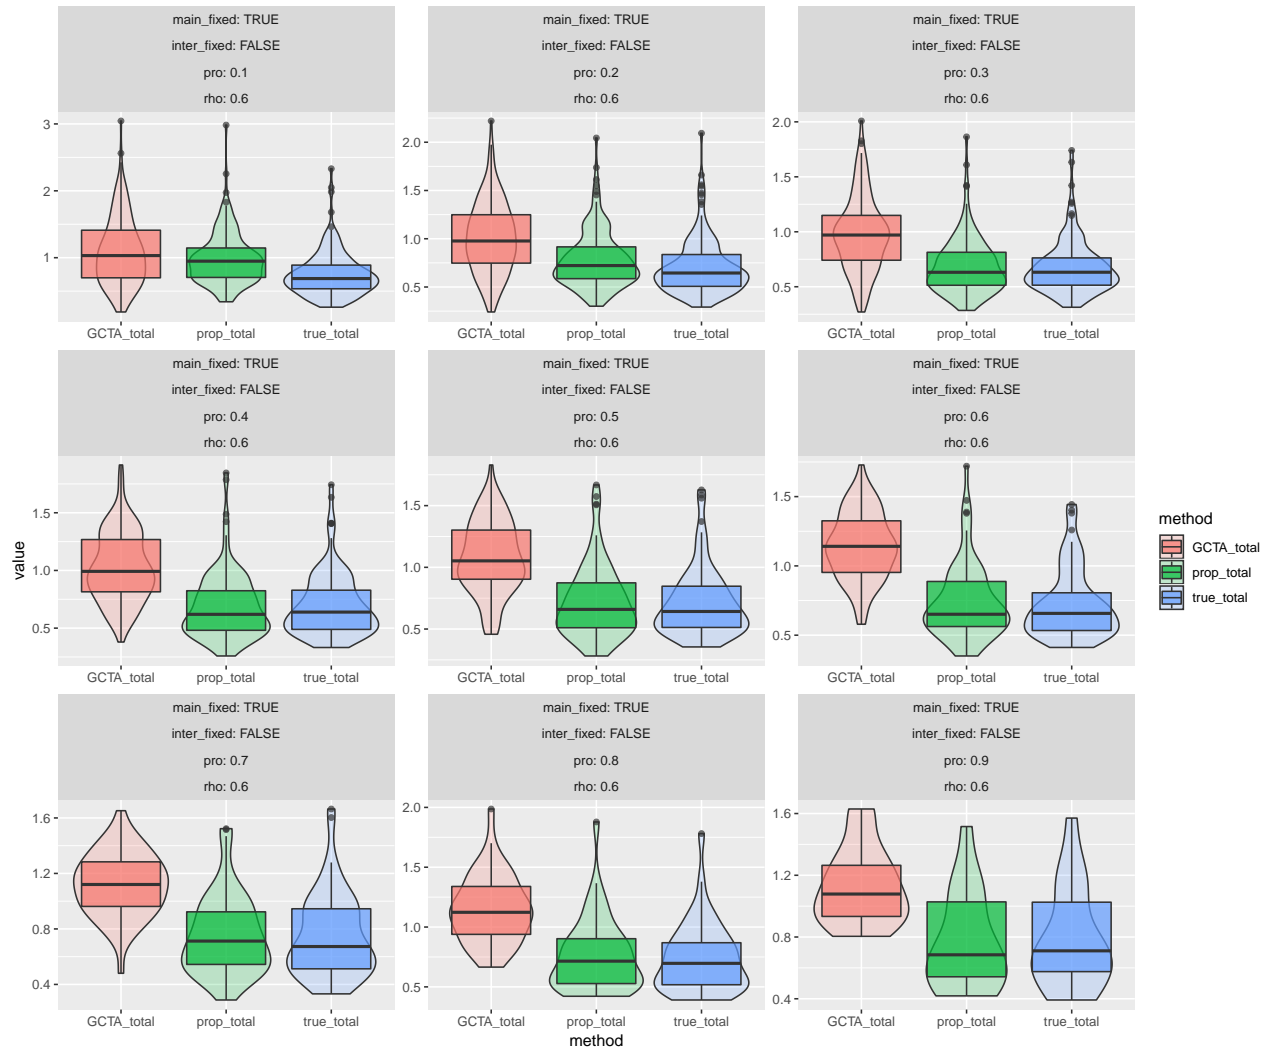 main_fixed: TRUE
inter_fixed: FALSE
pro: 0.1
rho: 0.6
3
2
1
GCTA_total prop_total true_total
main_fixed: TRUE
inter_fixed: FALSE
pro: 0.2
rho: 0.6
2.0
1.5
1.0
0.5
GCTA_total prop_total true_total
main_fixed: TRUE
inter_fixed: FALSE
pro: 0.3
rho: 0.6
2.0
1.5
1.0
0.5
GCTA_total prop_total true_total
value
main_fixed: TRUE
inter_fixed: FALSE
pro: 0.4
rho: 0.6
1.5
1.0
0.5
GCTA_total prop_total true_total
main_fixed: TRUE
inter_fixed: FALSE
pro: 0.5
rho: 0.6
1.5
1.0
0.5
GCTA_total prop_total true_total
main_fixed: TRUE
inter_fixed: FALSE
pro: 0.6
rho: 0.6
1.5
1.0
0.5
GCTA_total prop_total true_total
main_fixed: TRUE
inter_fixed: FALSE
pro: 0.7
rho: 0.6
1.6
1.2
0.8
0.4
GCTA_total prop_total true_total
main_fixed: TRUE
inter_fixed: FALSE
pro: 0.8
rho: 0.6
2.0
1.5
1.0
0.5
GCTA_total prop_total true_total
main_fixed: TRUE
inter_fixed: FALSE
pro: 0.9
rho: 0.6
1.6
1.2
0.8
0.4
GCTA_total prop_total true_total
method
method
GCTA_total
prop_total
true_total